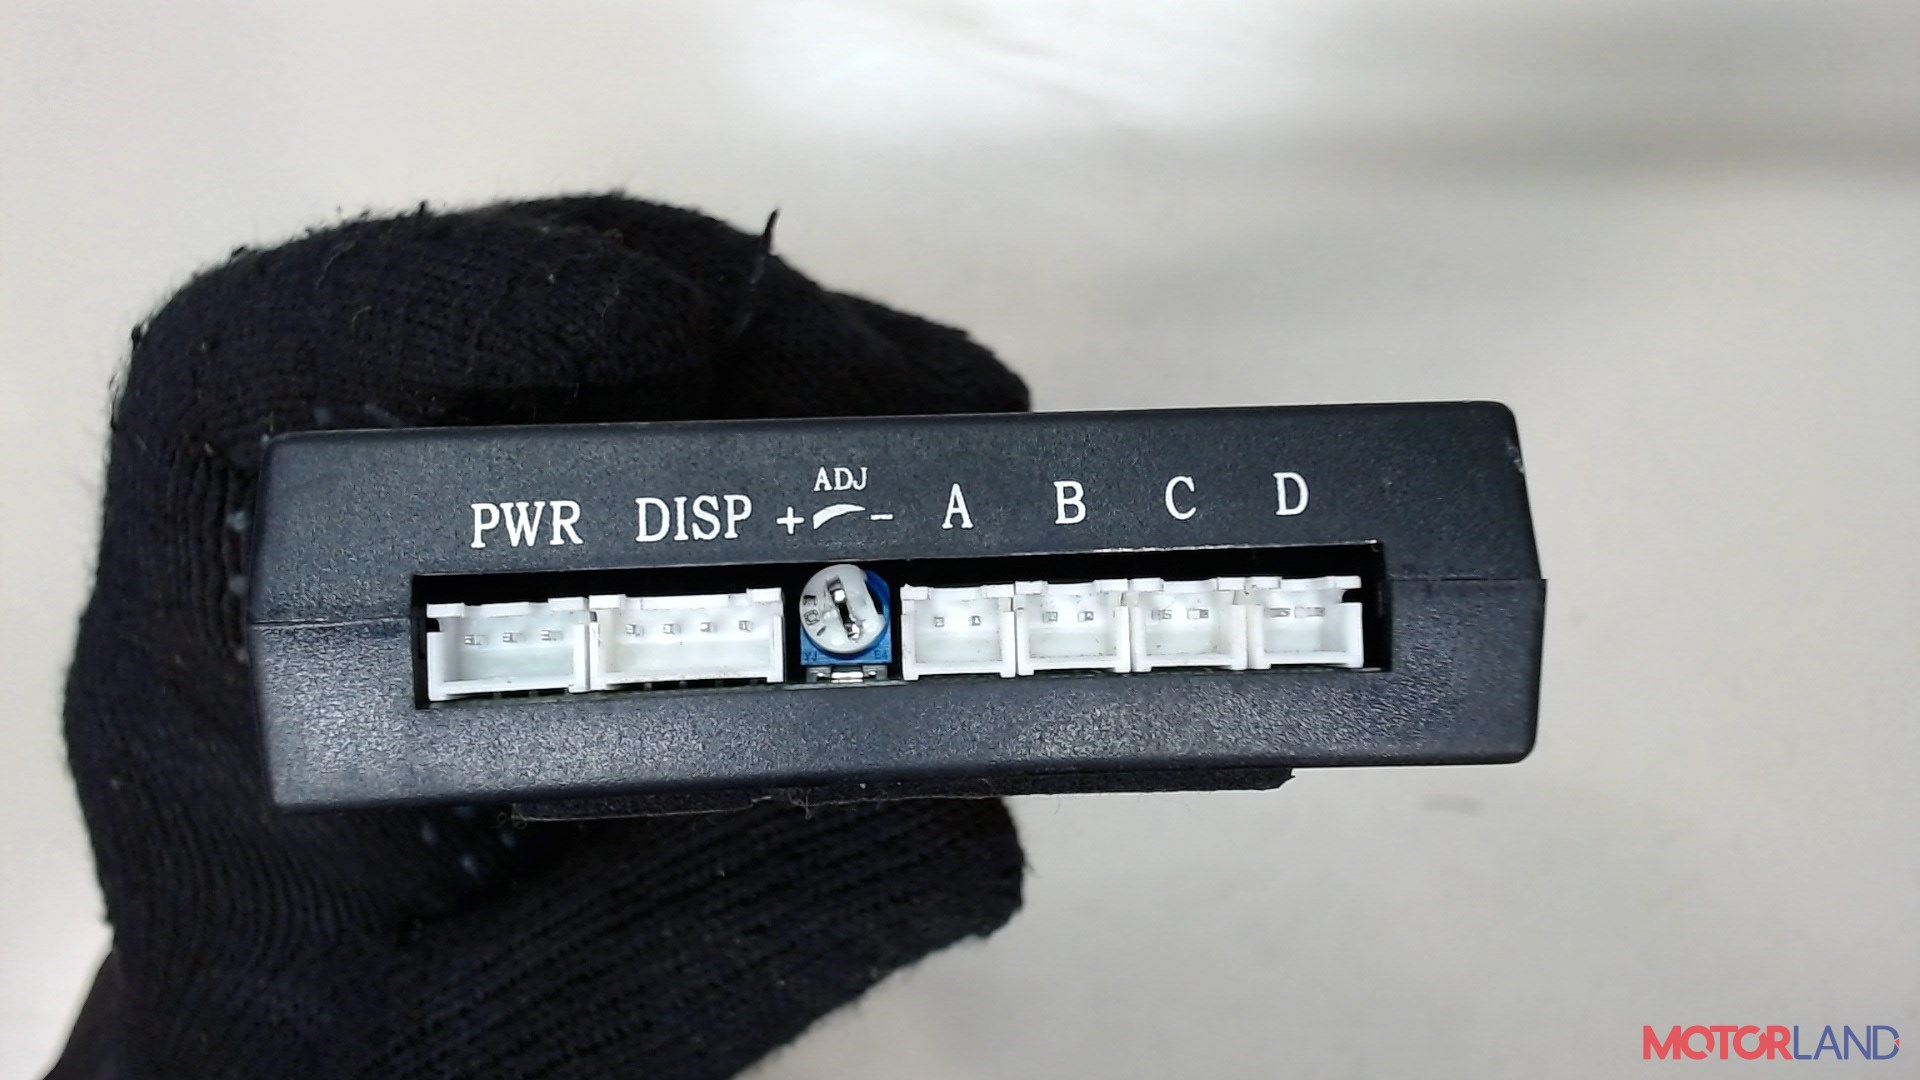 PWR DISP + ADJ - A B C D
MOTORLAND